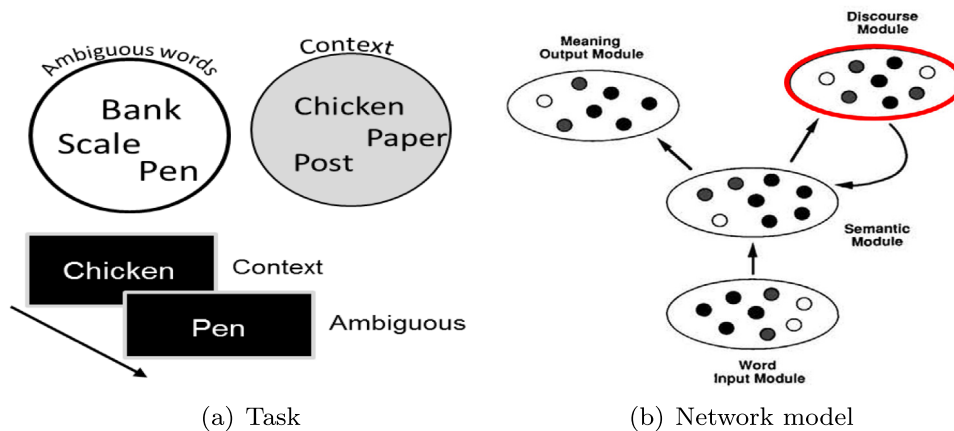 Ambiguous words
Bank
Scale
Pen
Context
Chicken
Paper
Post
Chicken
Context
Pen
Ambiguous
(a) Task
Meaning
Output Module
Discourse
Module
Semantic
Module
Word
Input Module
(b) Network model